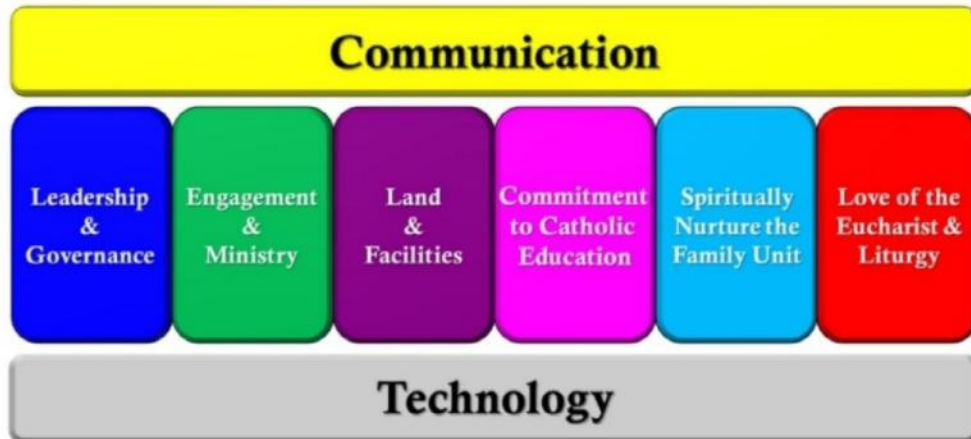 Communication
Leadership
&
Governance
Engagement
&
Ministry
Land
&
Facilities
Commitment
to Catholic
Education
Spiritually
Nurture the
Family Unit
Love of the
Eucharist &
Liturgy
Technology